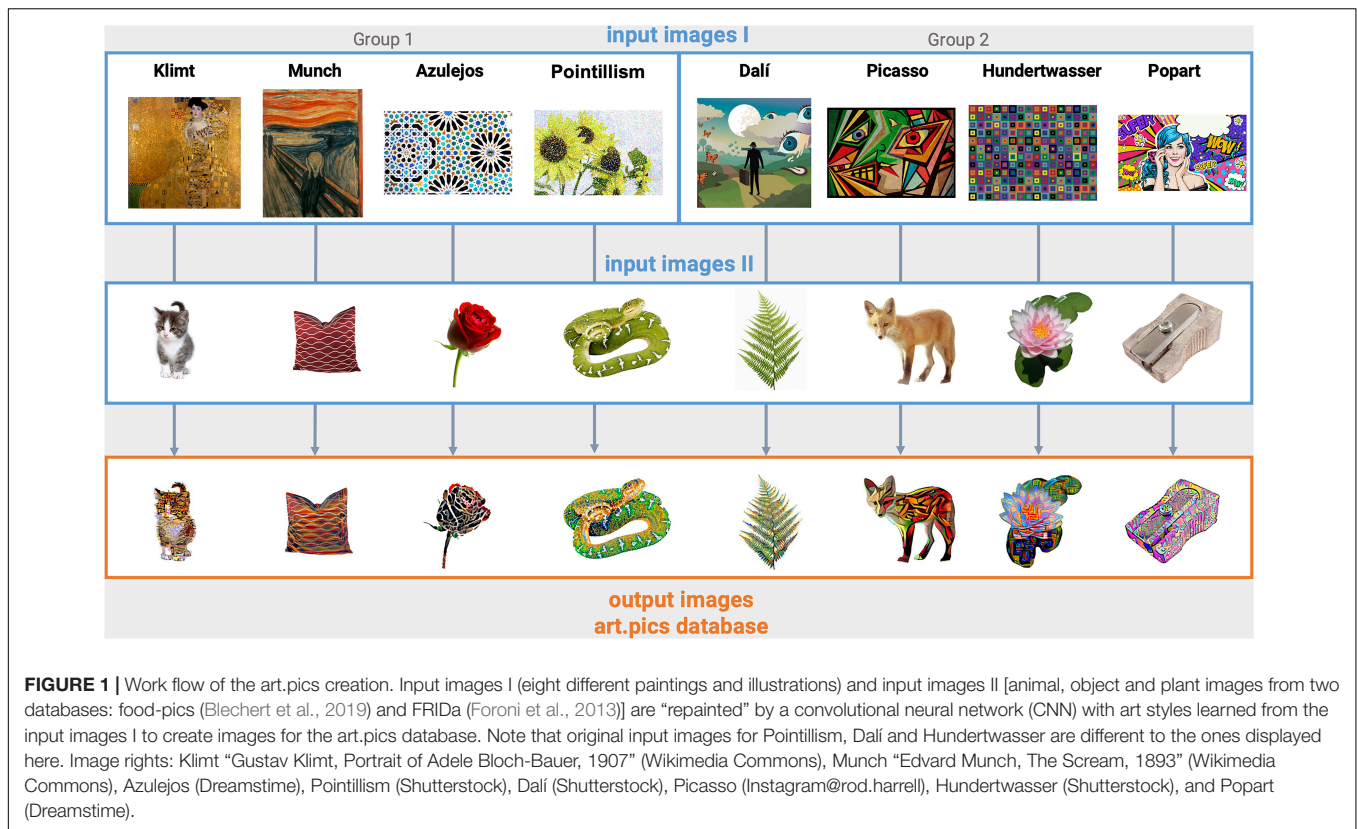 Group 1 input images I Group 2
Klimt Munch Azulejos Pointillism Dalí Picasso Hundertwasser Popart
SUPER WOW! SUPER
input images II
output images
art.pics database
FIGURE 1 | Work flow of the art.pics creation. Input images I (eight different paintings and illustrations) and input images II [animal, object and plant images from two
databases: food-pics (Blechert et al., 2019) and FRIDa (Foroni et al., 2013)] are “repainted” by a convolutional neural network (CNN) with art styles learned from the
input images I to create images for the art.pics database. Note that original input images for Pointillism, Dalí and Hundertwasser are different to the ones displayed
here. Image rights: Klimt “Gustav Klimt, Portrait of Adele Bloch-Bauer, 1907” (Wikimedia Commons), Munch “Edvard Munch, The Scream, 1893” (Wikimedia
Commons), Azulejos (Dreamstime), Pointillism (Shutterstock), Dalí (Shutterstock), Picasso (Instagram@rod.harrell), Hundertwasser (Shutterstock), and Popart
(Dreamstime).